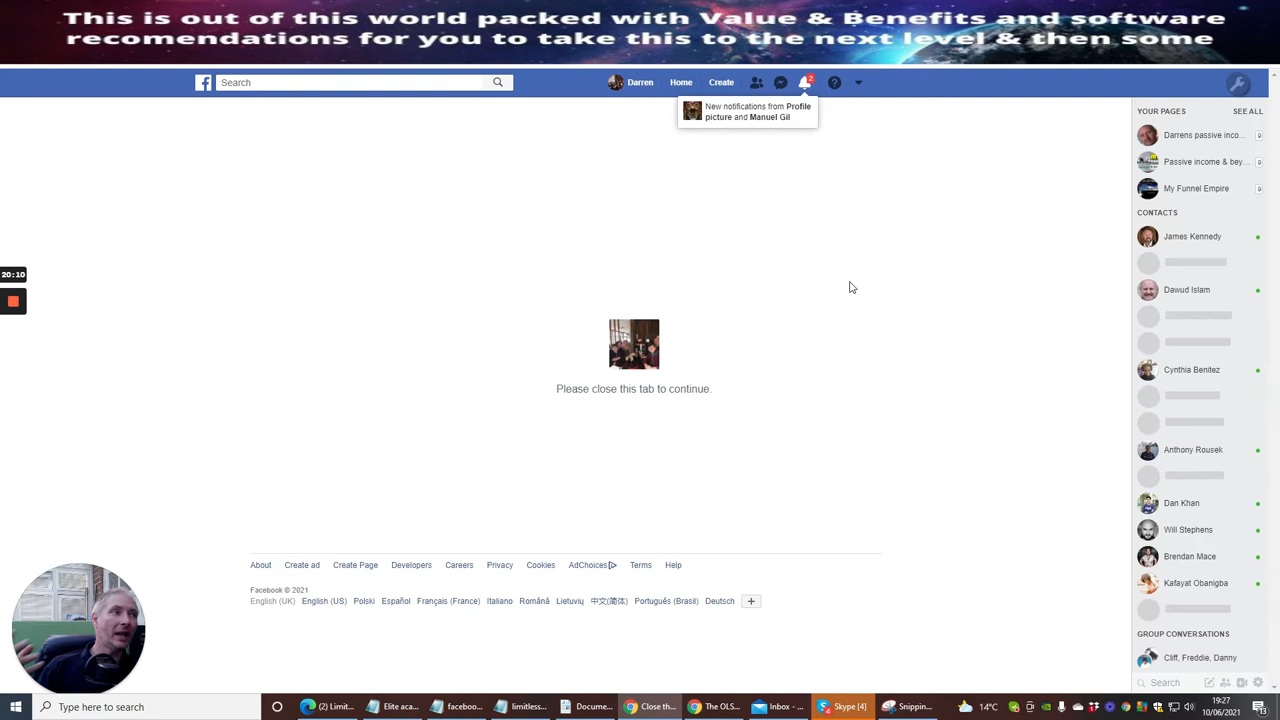 This is out of this world packed with Value & Benefits and software
recomendations for you to take this to the next level & then some
Search
Darren
Home
Create
2
New notifications from Profile
picture and Manuel Gil
YOUR PAGES
SEE ALL
Darrens passive inco...
Passive income & bey...
My Funnel Empire
CONTACTS
James Kennedy
Dawud Islam
Cynthia Benitez
Anthony Rousek
Dan Khan
Will Stephens
Brendan Mace
Kafayat Obanigba
GROUP CONVERSATIONS
Clif, Freddie, Danny
Search
20:10
Please close this tab to continue.
About Create ad Create Page Developers Careers Privacy Cookies AdChoices Terms Help
Facebook © 2021
English (UK) English (US) Polski Español Français (France) Italiano Română Lietuvių 中文(简体) Português (Brasil) Deutsch
Type here to search
(2) Limit...
Elite aca...
faceboo...
limitless...
Docume...
Close th...
The OLS...
Inbox - ...
Skype [4]
Snippin...
14°C
19:27
10/06/2021